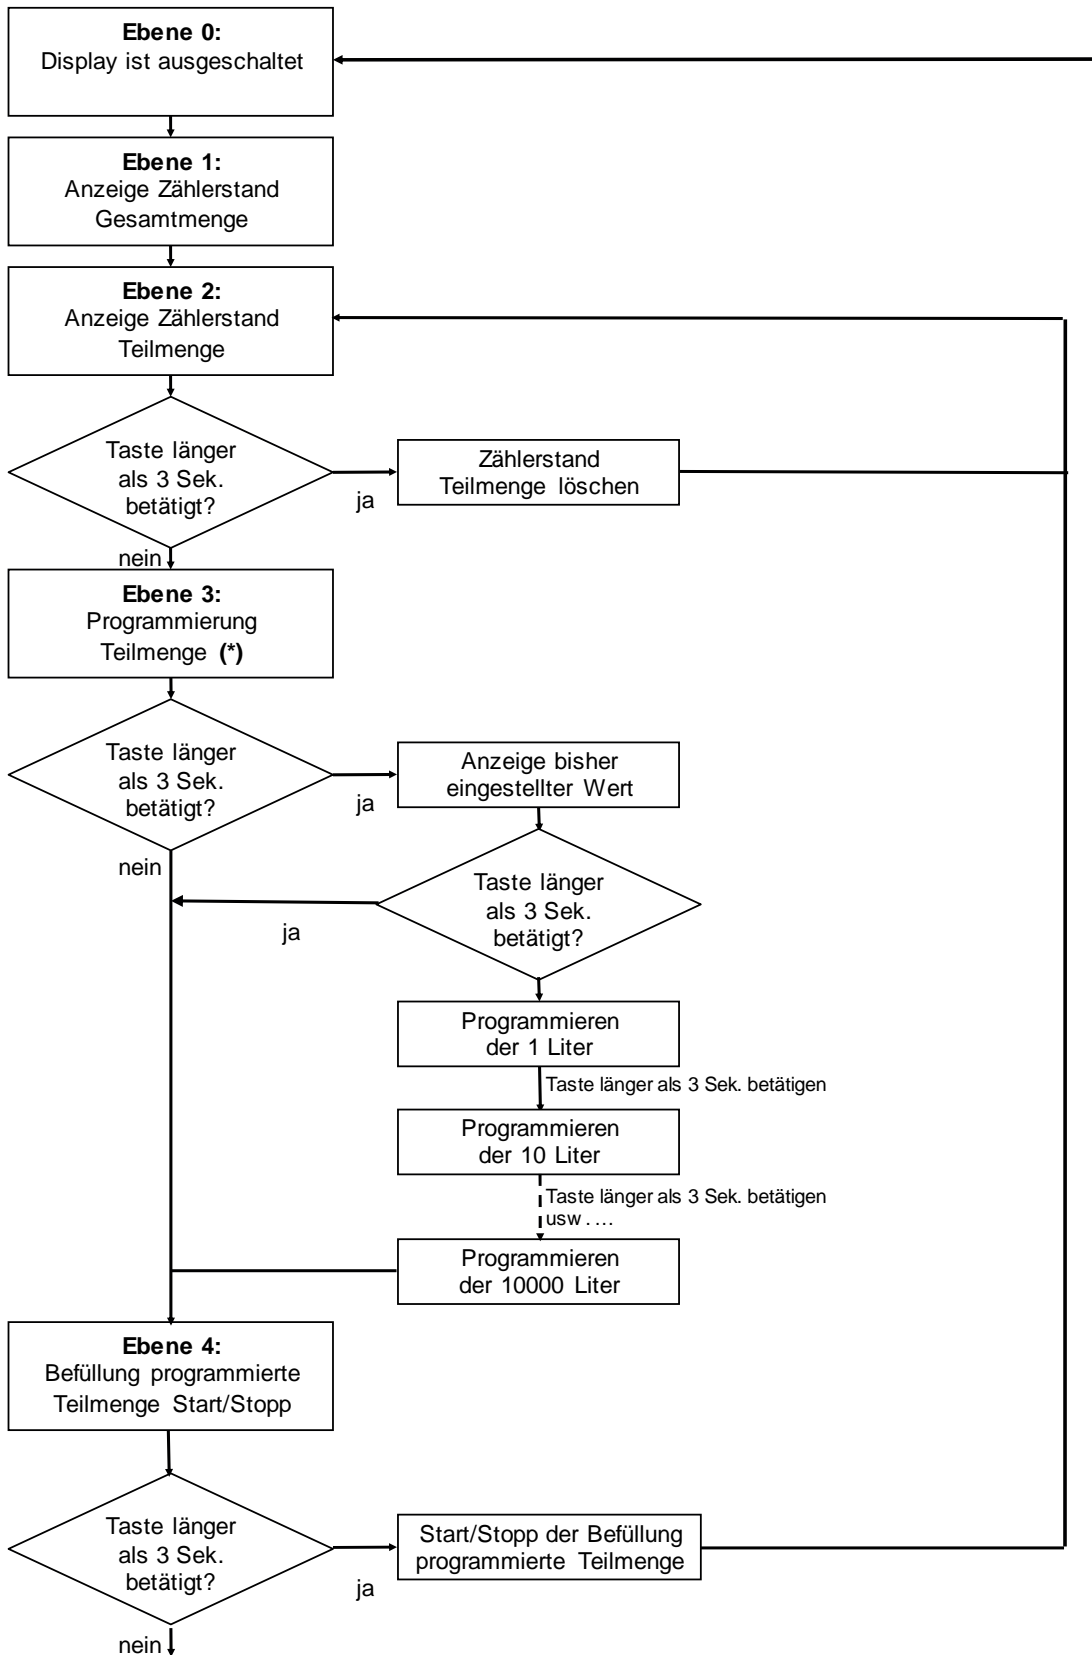 Ebene 0:
Display ist ausgeschaltet
Ebene 1:
Anzeige Zählerstand
Gesamtmenge
Ebene 2:
Anzeige Zählerstand
Teilmenge
Taste länger
als 3 Sek.
betätigt?
ja
Zählerstand
Teilmenge löschen
nein
Ebene 3:
Programmierung
Teilmenge (*)
Taste länger
als 3 Sek.
betätigt?
ja
Anzeige bisher
eingestellter Wert
nein
Taste länger
als 3 Sek.
betätigt?
ja
Programmieren
der 1 Liter
Taste länger als 3 Sek. betätigen
Programmieren
der 10 Liter
Taste länger als 3 Sek. betätigen
usw. ...
Programmieren
der 10000 Liter
Ebene 4:
Befüllung programmierte
Teilmenge Start/Stopp
Taste länger
als 3 Sek.
betätigt?
ja
Start/Stopp der Befüllung
programmierte Teilmenge
nein